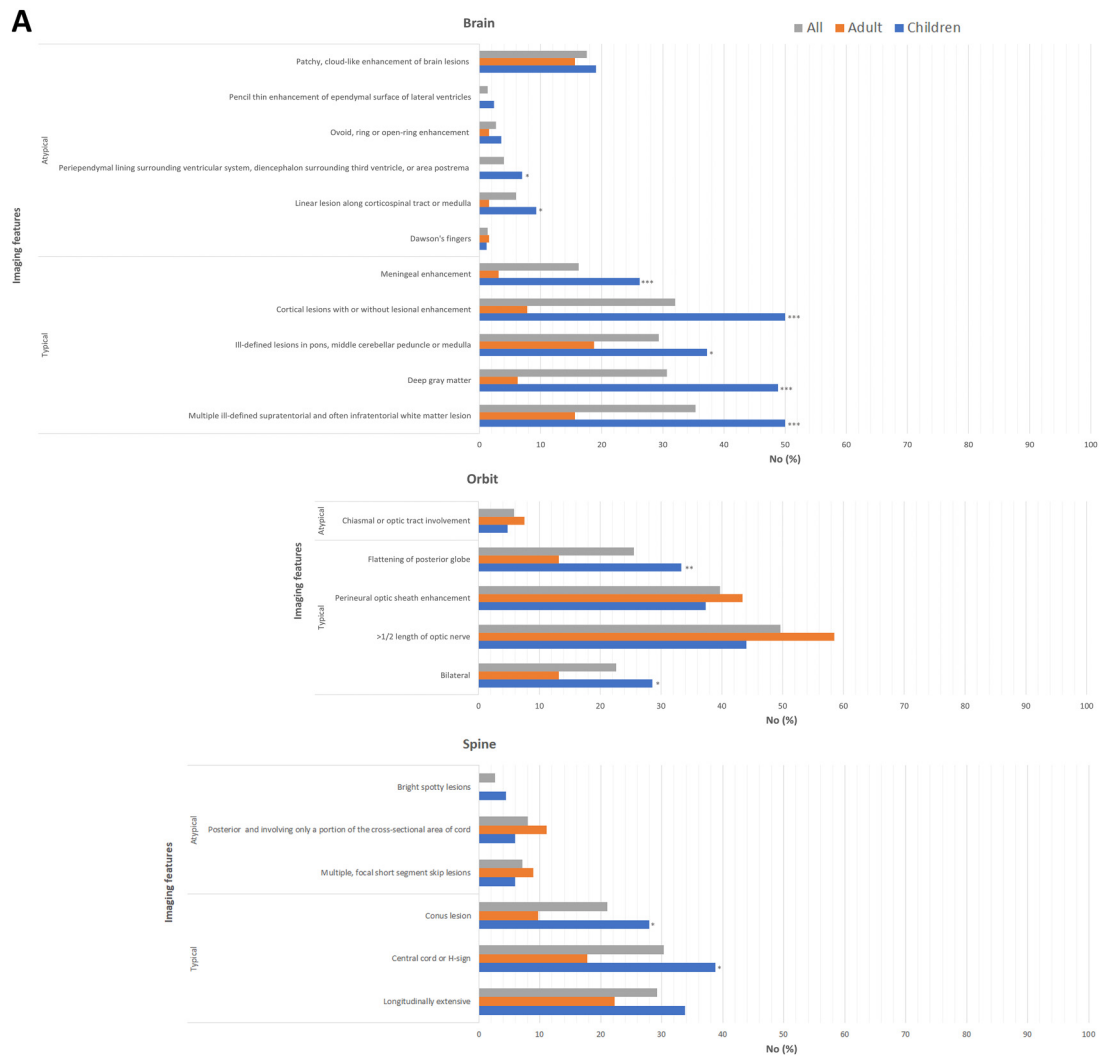 A
Brain
All Adult Children
Imaging features
Atypical
Patchy, cloud-like enhancement of brain lesions
Pencil thin enhancement of ependymal surface of lateral ventricles
Ovoid, ring or open-ring enhancement
Periependymal lining surrounding ventricular system, diencephalon surrounding third ventricle, or area postrema
*
Linear lesion along corticospinal tract or medulla
*
Dawson's fingers
Typical
Meningeal enhancement
***
Cortical lesions with or without lesional enhancement
***
Ill-defined lesions in pons, middle cerebellar peduncle or medulla
*
Deep gray matter
***
Multiple ill-defined supratentorial and often infratentorial white matter lesion
***
0 10 20 30 40 50 60 70 80 90 100
No (%)
Orbit
Imaging features
Atypical
Chiasmal or optic tract involvement
Typical
Flattening of posterior globe
**
Perineural optic sheath enhancement
>1/2 length of optic nerve
Bilateral
*
0 10 20 30 40 50 60 70 80 90 100
No (%)
Spine
Imaging features
Atypical
Bright spotty lesions
Posterior and involving only a portion of the cross-sectional area of cord
Multiple, focal short segment skip lesions
Typical
Conus lesion
*
Central cord or H-sign
*
Longitudinally extensive
0 10 20 30 40 50 60 70 80 90 100
No (%)